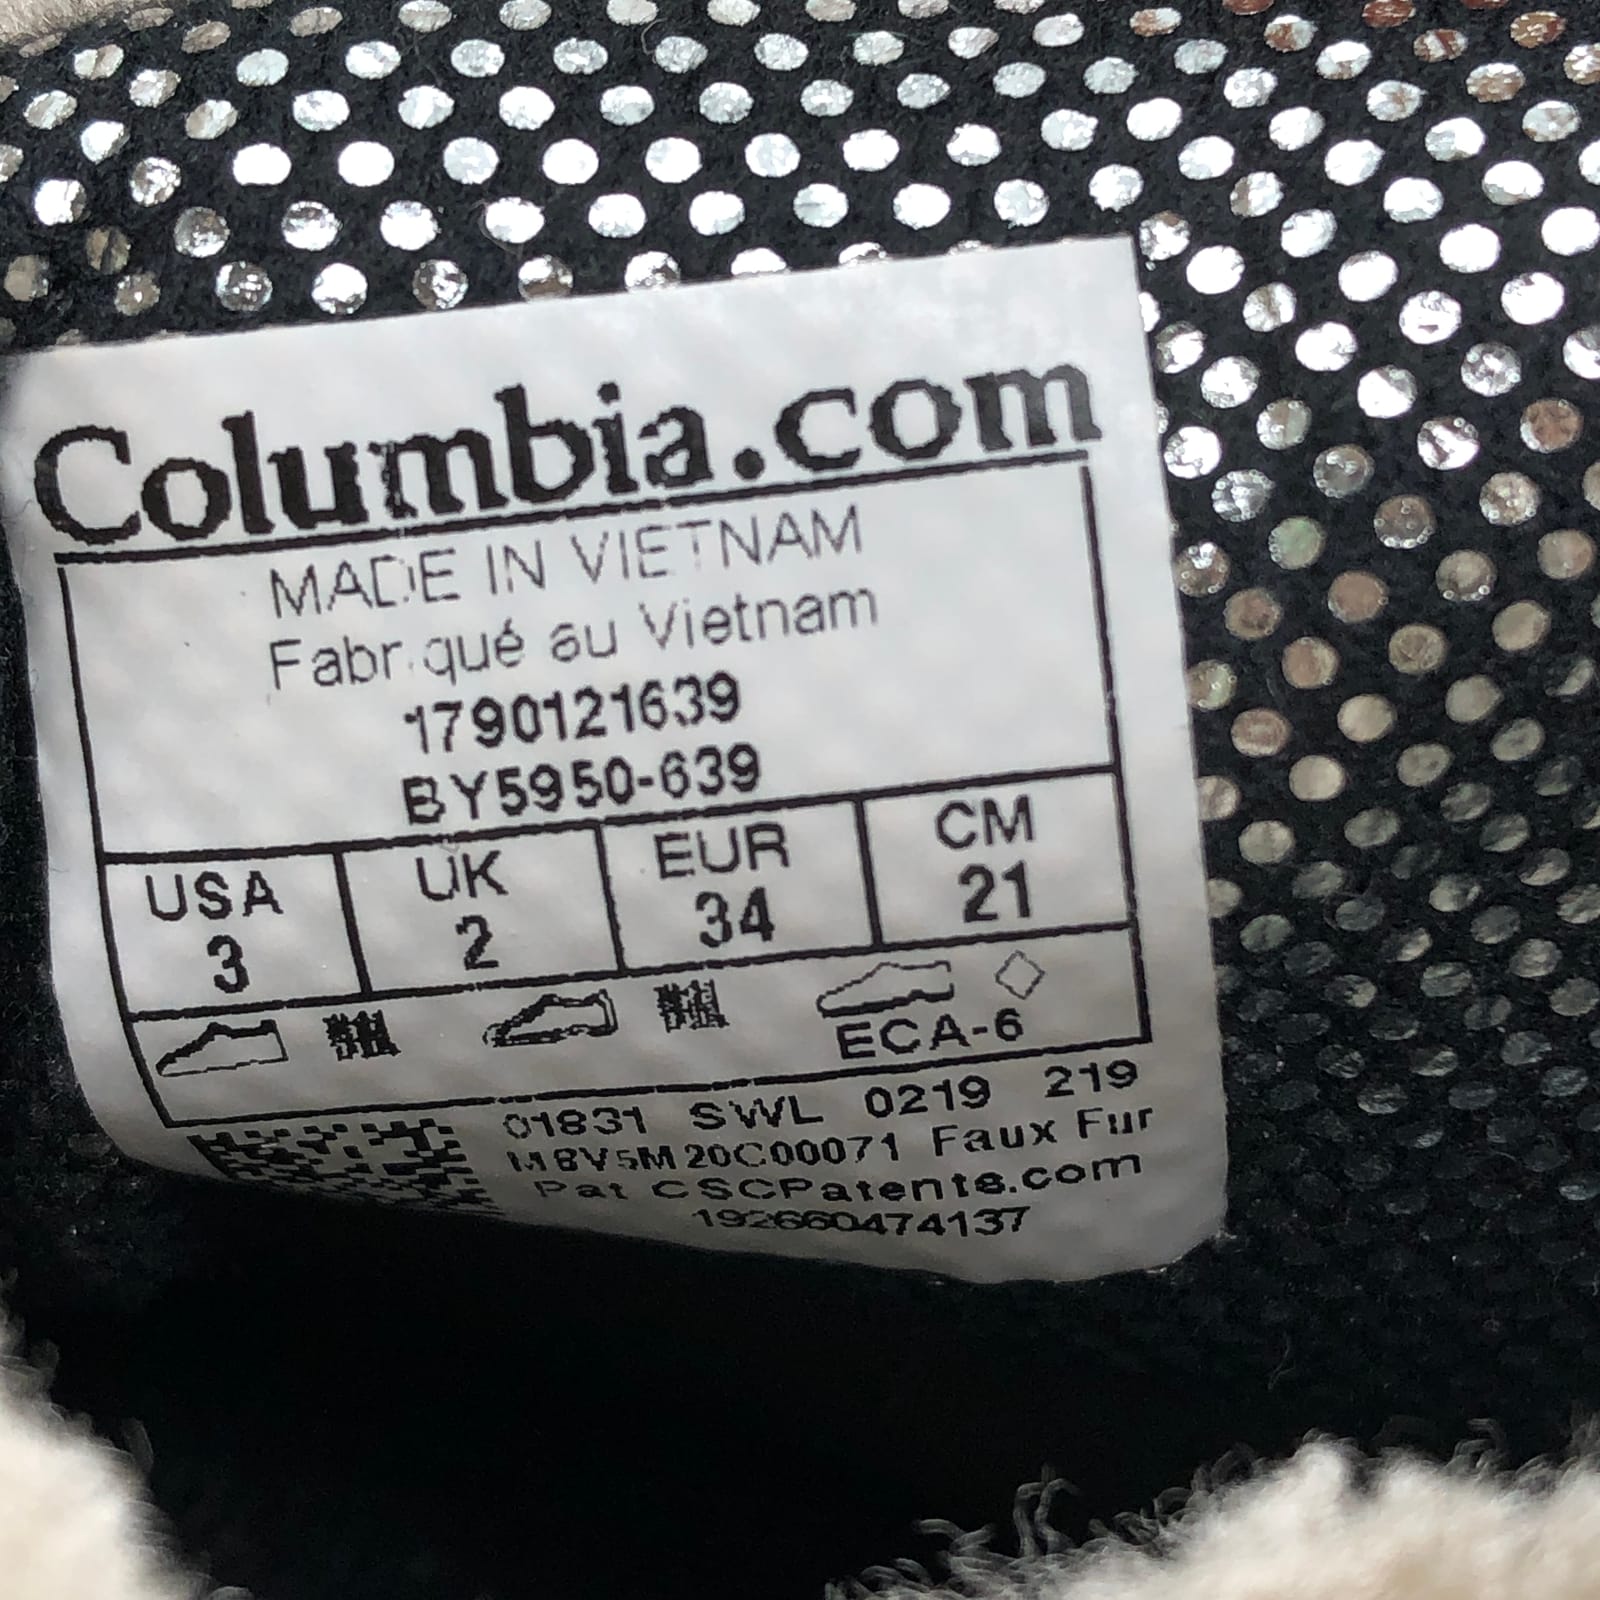 Columbia.com
MADE IN VIETNAM
Fabriqué au Vietnam
1790121639
BY5950-639
USA UK EUR CM
3 2 34 21
ECA-6
01831 SWL 0219 219
M8V5M20C00071 Faux Fur
Pat CSCPatents.com
192660474137